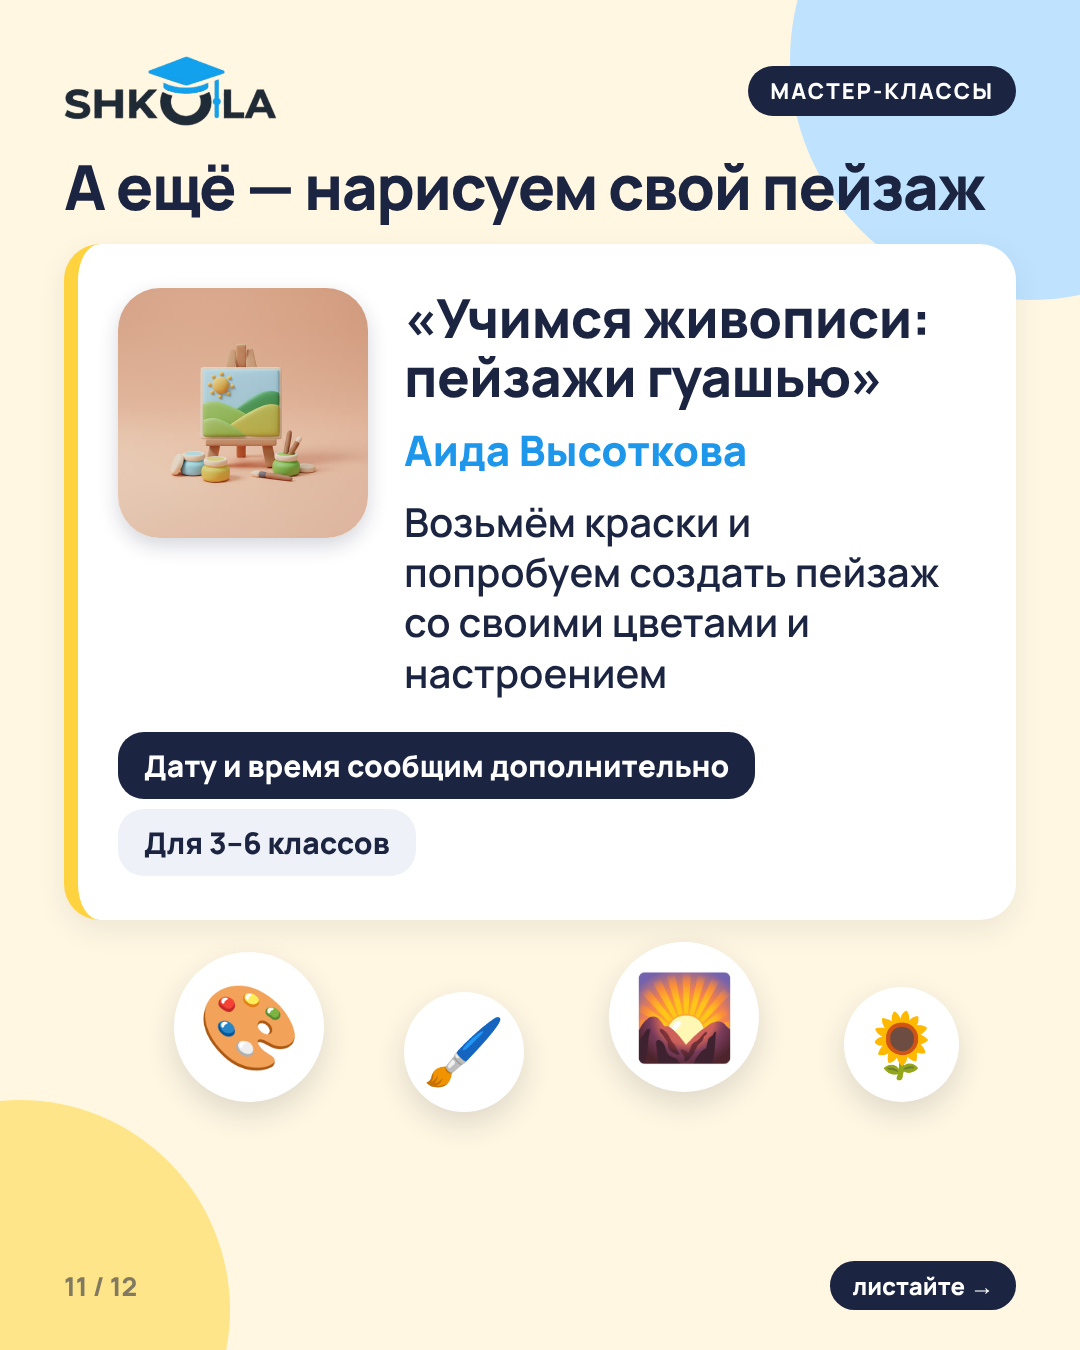 SHKOLA
МАСТЕР-КЛАССЫ
А ещё — нарисуем свой пейзаж
«Учимся живописи:
пейзажи гуашью»
Аида Высоткова
Возьмём краски и
попробуем создать пейзаж
со своими цветами и
настроением
Дату и время сообщим дополнительно
Для 3–6 классов
11 / 12
листайте →